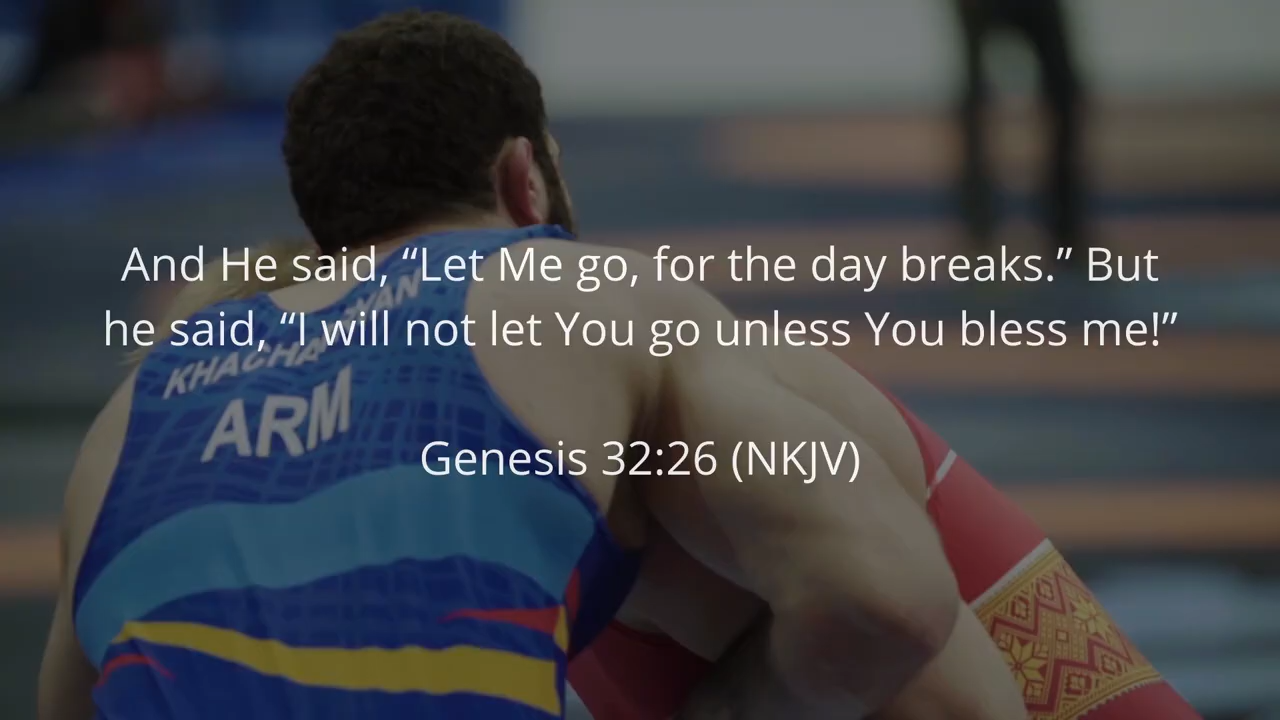 And He said, “Let Me go, for the day breaks.” But
he said, “I will not let You go unless You bless me!”
Genesis 32:26 (NKJV)
ARM